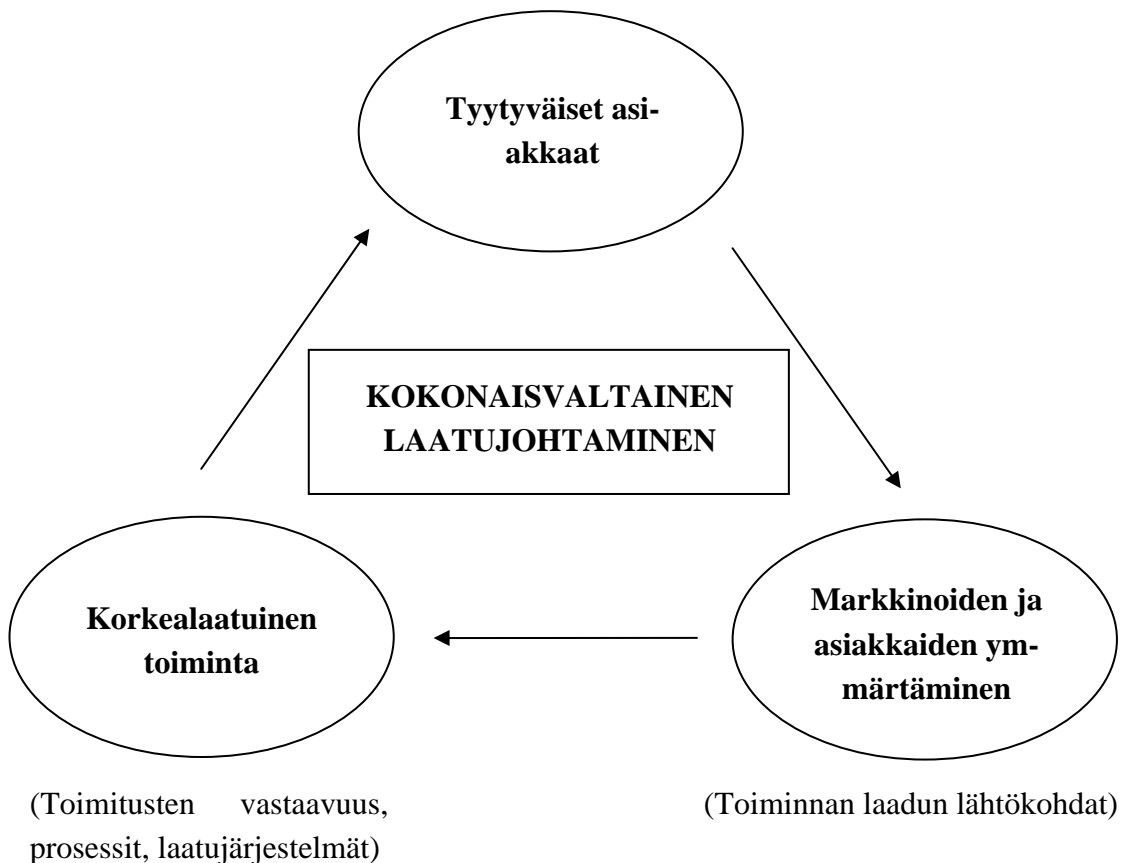 Tyytyväiset asi-
akkaat
KOKONAISVALTAINEN
LAATUJOHTAMINEN
Korkealaatuinen
toiminta
Markkinoiden ja
asiakkaiden ym-
märtäminen
(Toimitusten vastaavuus,
prosessit, laatujärjestelmät)
(Toiminnan laadun lähtökohdat)